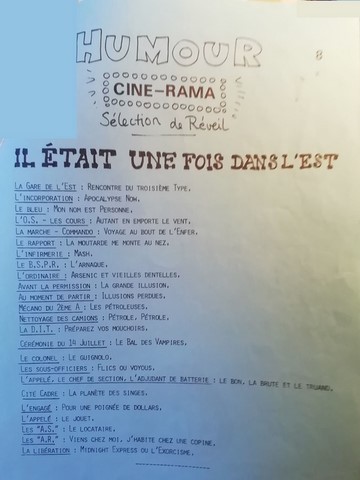 HUMOUR
8
CINE-RAMA
Sélection de Réveil
IL ÉTAIT UNE FOIS DANS L'EST
LA GARE DE L'EST : RENCONTRE DU TROISIÈME TYPE.
L'INCORPORATION : APOCALYPSE NOW.
LE BLEU : MON NOM EST PERSONNE.
L'O.S. - LES COURS : AUTANT EN EMPORTE LE VENT.
LA MARCHE - COMMANDO : VOYAGE AU BOUT DE L'ENFER.
LE RAPPORT : LA MOUTARDE ME MONTE AU NEZ.
L'INFIRMERIE : MASH.
LE B.S.P.R. : L'ARNAQUE.
L'ORDINAIRE : ARSENIC ET VIEILLES DENTELLES.
AVANT LA PERMISSION : LA GRANDE ILLUSION.
AU MOMENT DE PARTIR : ILLUSIONS PERDUES.
MÉCANO DU 2ÈME A : LES PÉTROLEUSES.
NETTOYAGE DES CAMIONS : PÉTROLE, PÉTROLE.
LA D.I.T. : PRÉPAREZ VOS MOUCHOIRS.
CÉRÉMONIE DU 14 JUILLET : LE BAL DES VAMPIRES.
LE COLONEL : LE GUIGNOLO.
LES SOUS-OFFICIERS : FLICS OU VOYOUS.
L'APPELÉ, LE CHEF DE SECTION, L'ADJUDANT DE BATTERIE : LE BON, LA BRUTE ET LE TRUAND.
CITÉ CADRE : LA PLANÈTE DES SINGES.
L'ENGAGÉ : POUR UNE POIGNÉE DE DOLLARS.
L'APPELÉ : LE JOUET.
LES "A.S." : LE LOCATAIRE.
LES "A.R." : VIENS CHEZ MOI, J'HABITE CHEZ UNE COPINE.
LA LIBÉRATION : MIDNIGHT EXPRESS OU L'EXORCISME.